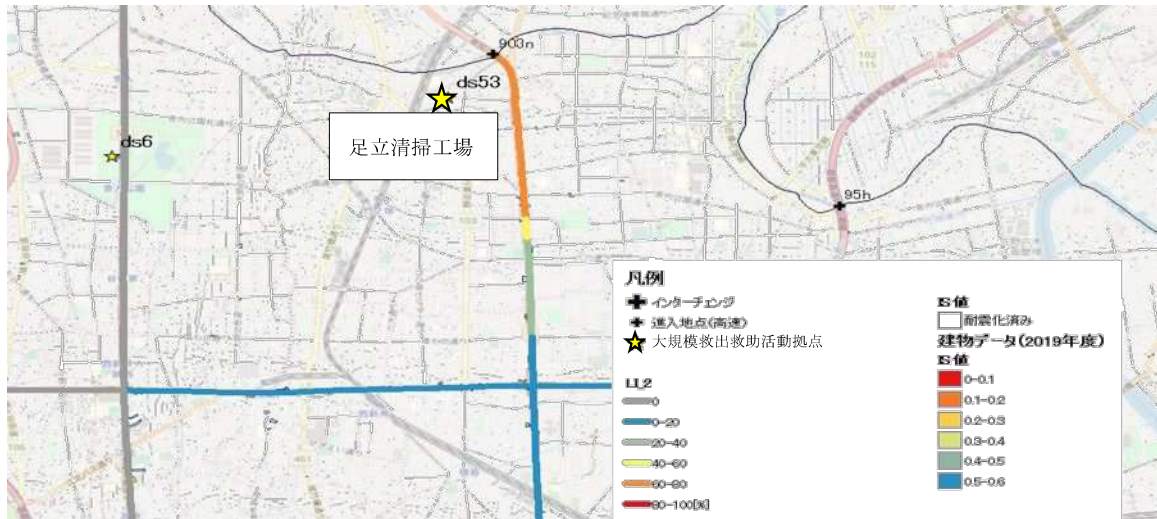 903n
ds53
足立清掃工場
ds6
95h
102
115
凡例
インターチェンジ
進入地点(高速)
大規模救出救助活動拠点
LI_2
0
0-20
20-40
40-60
60-80
80-100[%]
IS値
耐震化済み
建物データ(2019年度)
IS値
0-0.1
0.1-0.2
0.2-0.3
0.3-0.4
0.4-0.5
0.5-0.6